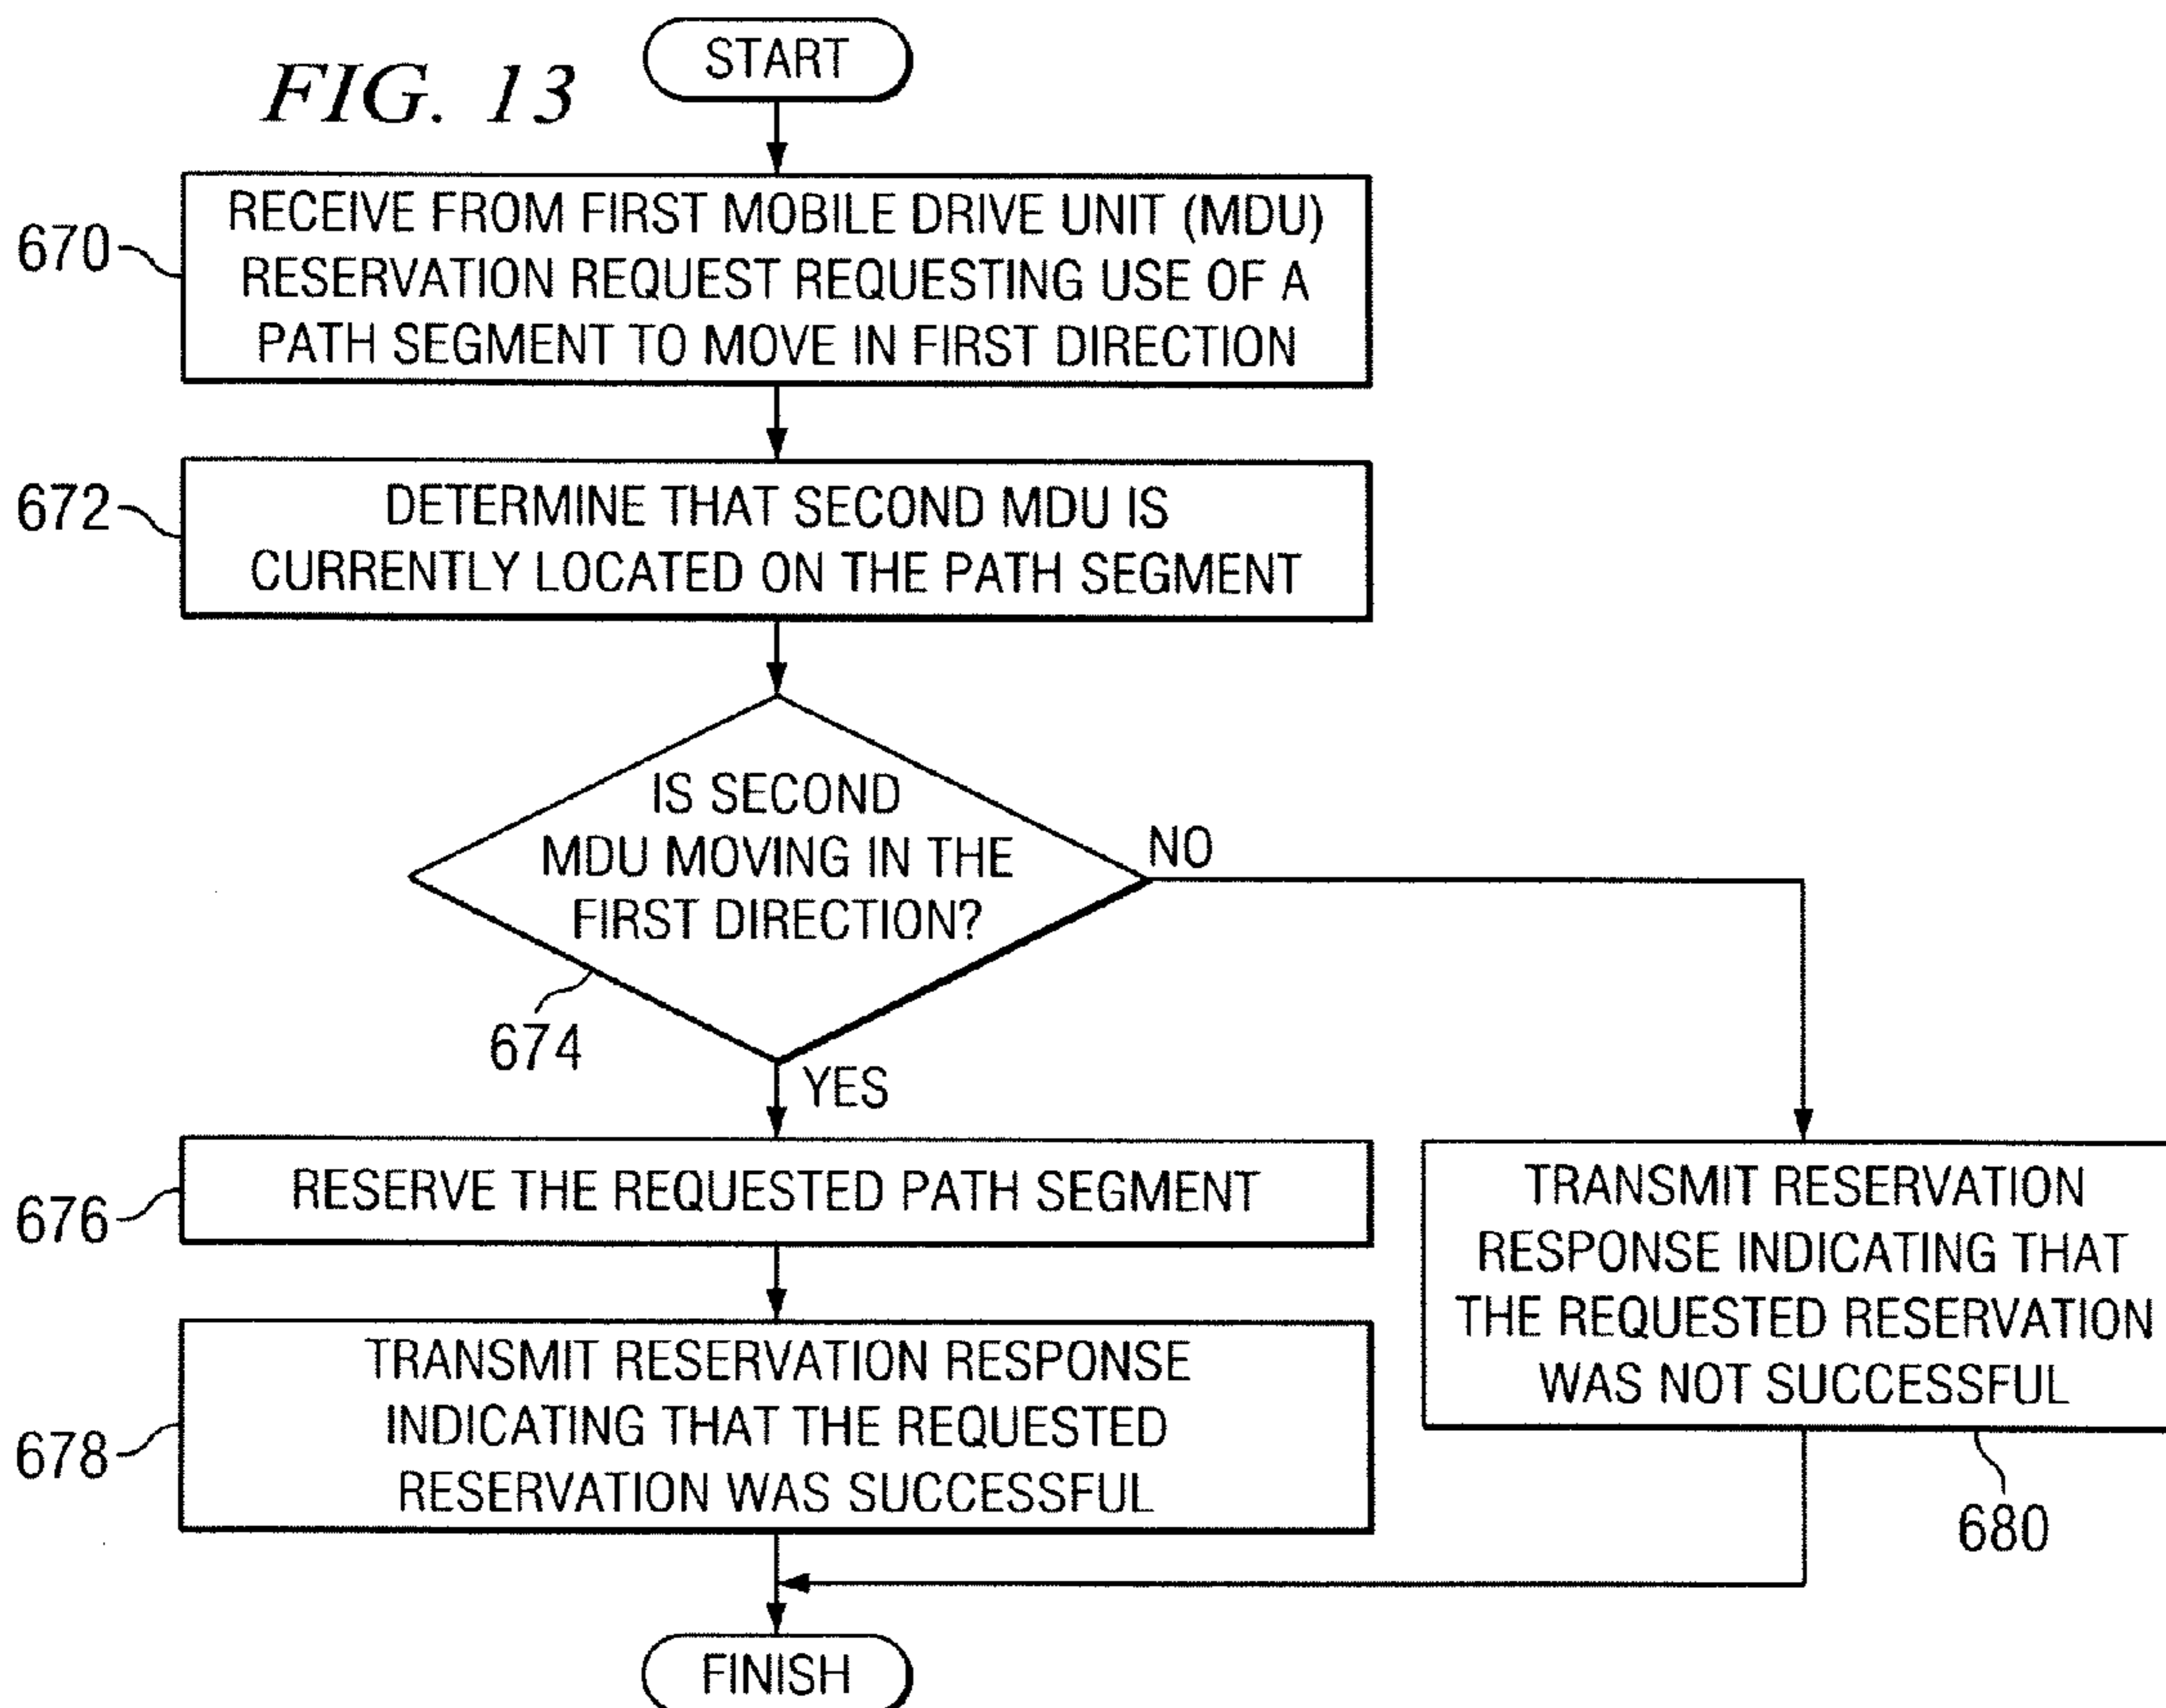 FIG. 13
START
670
RECEIVE FROM FIRST MOBILE DRIVE UNIT (MDU)
RESERVATION REQUEST REQUESTING USE OF A
PATH SEGMENT TO MOVE IN FIRST DIRECTION
672
DETERMINE THAT SECOND MDU IS
CURRENTLY LOCATED ON THE PATH SEGMENT
IS SECOND
MDU MOVING IN THE
FIRST DIRECTION?
NO
674
YES
676
RESERVE THE REQUESTED PATH SEGMENT
678
TRANSMIT RESERVATION RESPONSE
INDICATING THAT THE REQUESTED
RESERVATION WAS SUCCESSFUL
TRANSMIT RESERVATION
RESPONSE INDICATING THAT
THE REQUESTED RESERVATION
WAS NOT SUCCESSFUL
680
FINISH